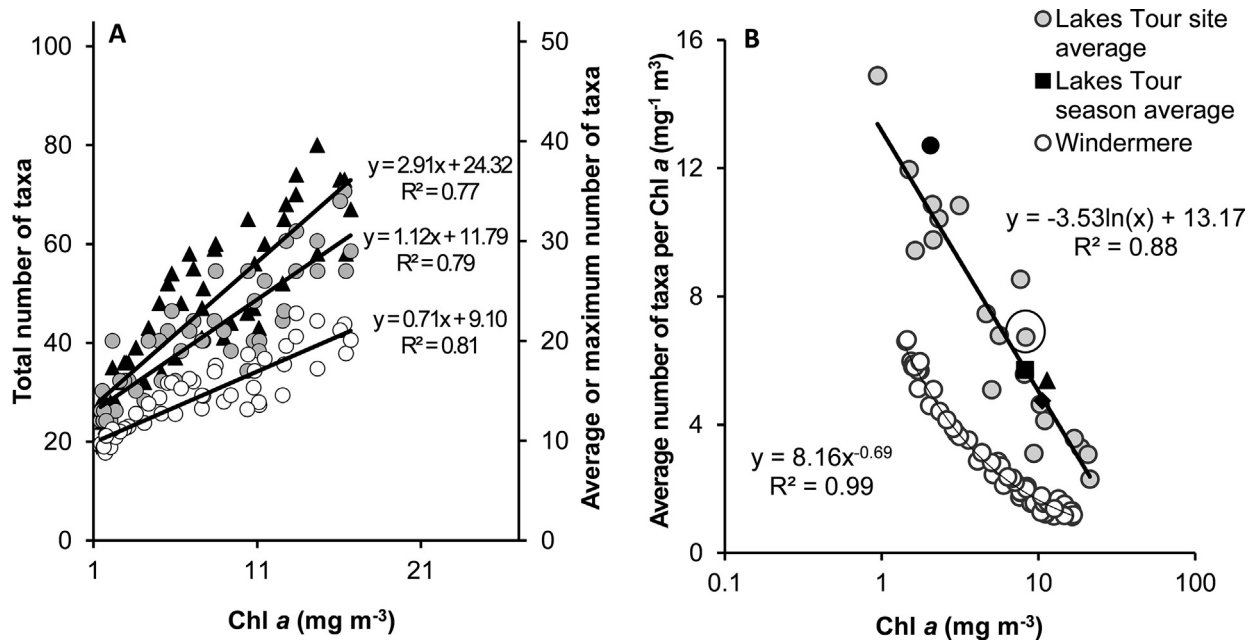 A
Total number of taxa
100
80
60
40
20
0
1
11
21
Chl a (mg m⁻³)
50
40
30
20
10
0
Average or maximum number of taxa
y = 2.91x + 24.32
R² = 0.77
y = 1.12x + 11.79
R² = 0.79
y = 0.71x + 9.10
R² = 0.81
B
Average number of taxa per Chl a (mg⁻¹ m³)
16
12
8
4
0
0.1
1
10
100
Chl a (mg m⁻³)
Lakes Tour site
average
Lakes Tour
season average
Windermere
y = -3.53ln(x) + 13.17
R² = 0.88
y = 8.16x⁻⁰·⁶⁹
R² = 0.99